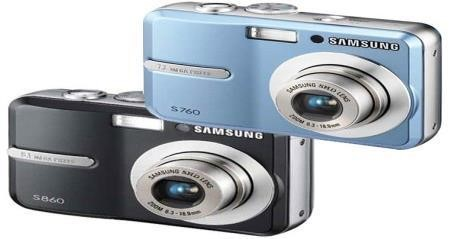 SAMSUNG
7.2 MEGA PIXELS
SAMSUNG SHD LENS
S760
ZOOM 6.3 - 18.9mm
SAMSUNG
8.1 MEGA PIXELS
SAMSUNG SHD LENS
S860
ZOOM 6.3 - 18.9mm